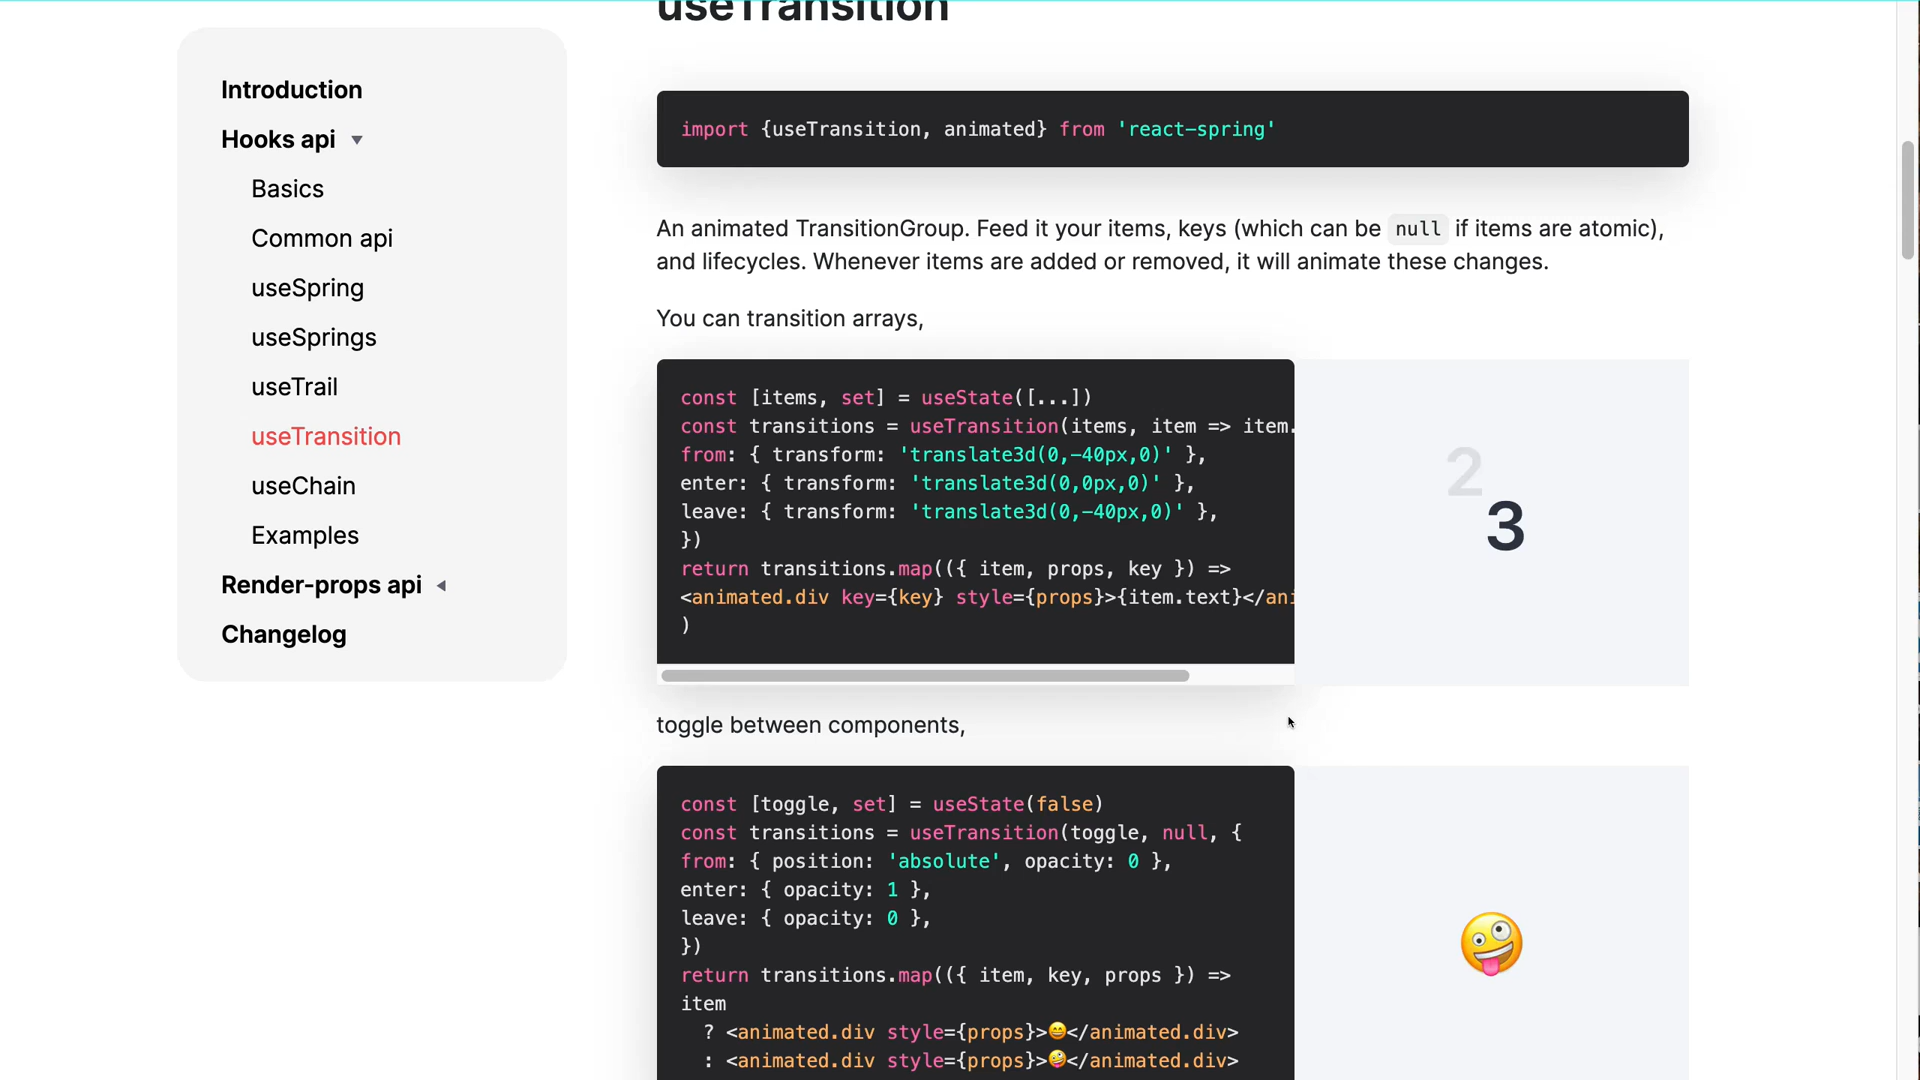 useTransition
Introduction
Hooks api
Basics
Common api
useSpring
useSprings
useTrail
useTransition
useChain
Examples
Render-props api
Changelog
import {useTransition, animated} from 'react-spring'
An animated TransitionGroup. Feed it your items, keys (which can be null if items are atomic),
and lifecycles. Whenever items are added or removed, it will animate these changes.
You can transition arrays,
const [items, set] = useState([...])
const transitions = useTransition(items, item => item.
from: { transform: 'translate3d(0,-40px,0)' },
enter: { transform: 'translate3d(0,0px,0)' },
leave: { transform: 'translate3d(0,-40px,0)' },
})
return transitions.map(({ item, props, key }) =>
<animated.div key={key} style={props}>{item.text}</ani
)
2
3
toggle between components,
const [toggle, set] = useState(false)
const transitions = useTransition(toggle, null, {
from: { position: 'absolute', opacity: 0 },
enter: { opacity: 1 },
leave: { opacity: 0 },
})
return transitions.map(({ item, key, props }) =>
item
? <animated.div style={props}>😄</animated.div>
: <animated.div style={props}>🤪</animated.div>